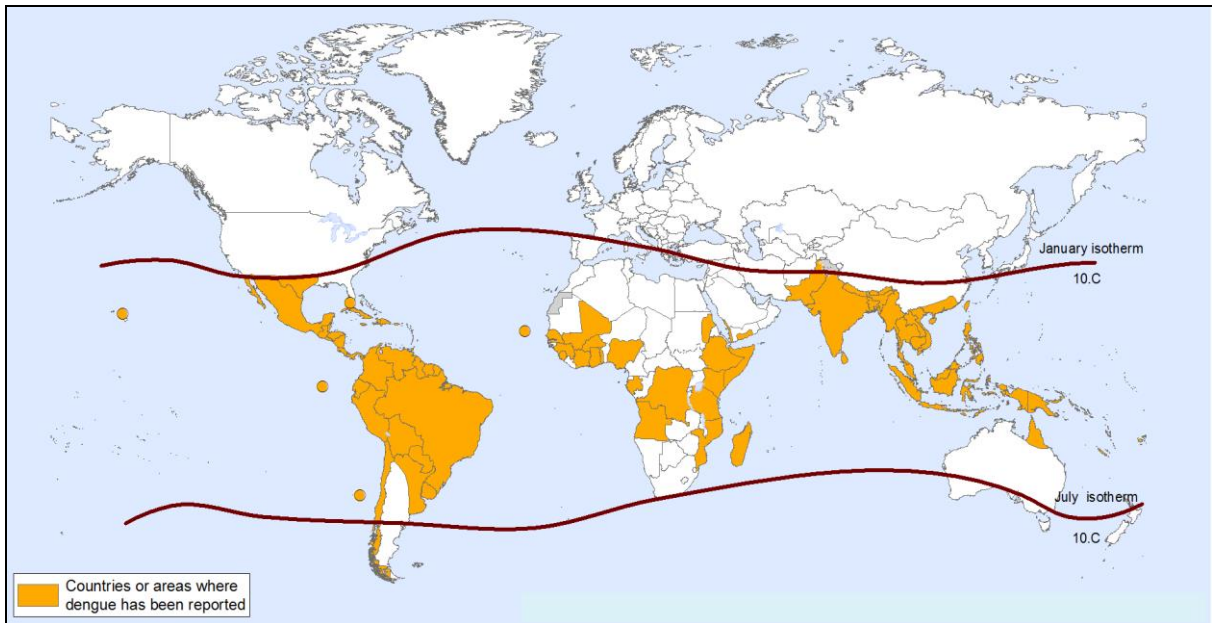 January isotherm
10.C
July isotherm
10.C
Countries or areas where
dengue has been reported